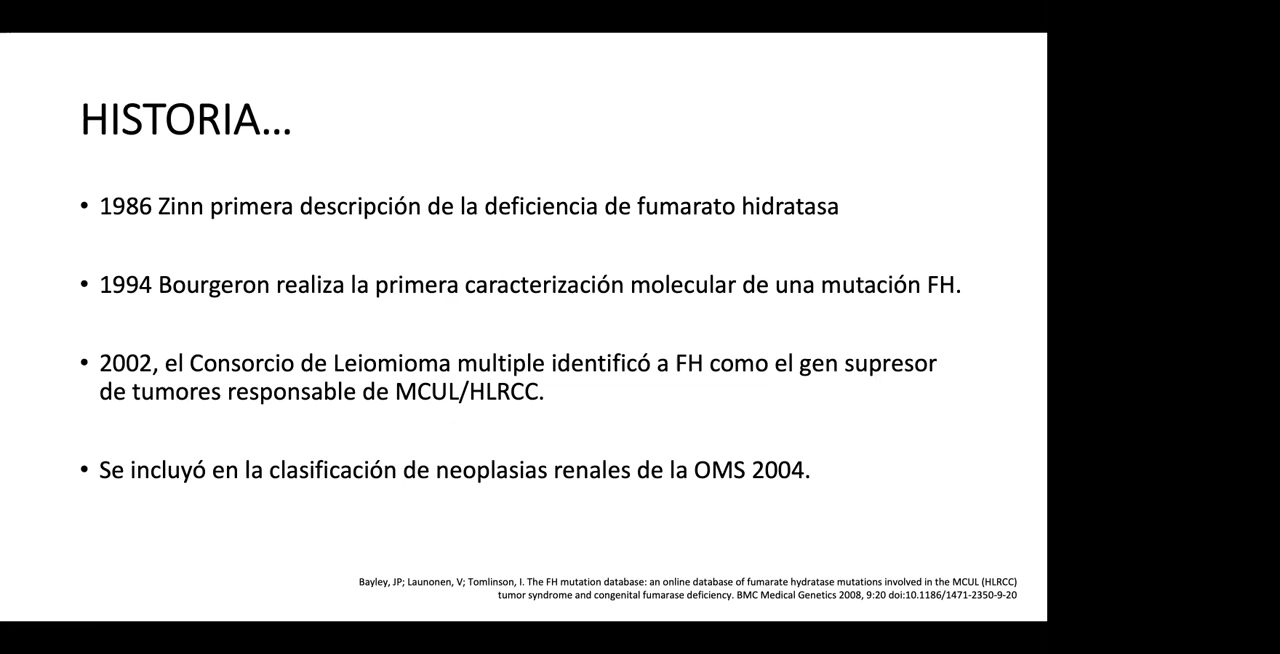 HISTORIA...
• 1986 Zinn primera descripción de la deficiencia de fumarato hidratasa
• 1994 Bourgeron realiza la primera caracterización molecular de una mutación FH.
• 2002, el Consorcio de Leiomioma multiple identificó a FH como el gen supresor
de tumores responsable de MCUL/HLRCC.
• Se incluyó en la clasificación de neoplasias renales de la OMS 2004.
Bayley, JP; Launonen, V; Tomlinson, I. The FH mutation database: an online database of fumarate hydratase mutations involved in the MCUL (HLRCC)
tumor syndrome and congenital fumarase deficiency. BMC Medical Genetics 2008, 9:20 doi:10.1186/1471-2350-9-20